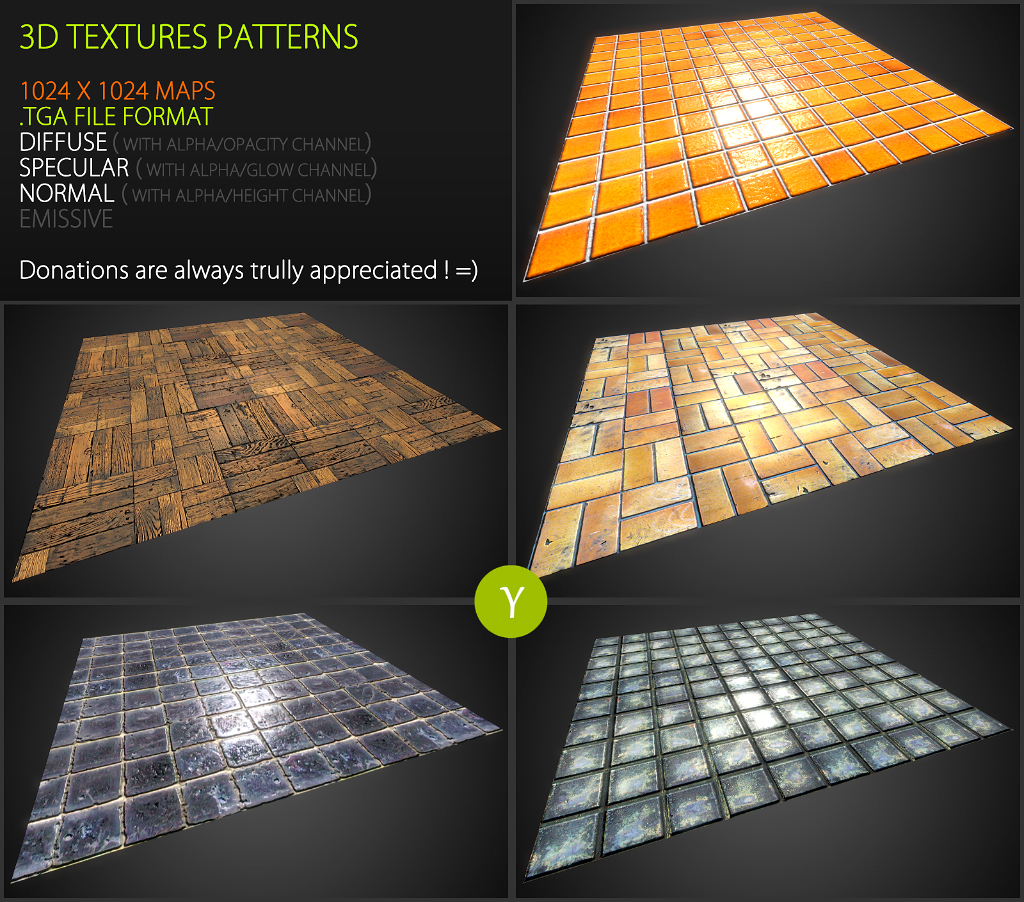 3D TEXTURES PATTERNS
1024 X 1024 MAPS
.TGA FILE FORMAT
DIFFUSE ( WITH ALPHA/OPACITY CHANNEL)
SPECULAR ( WITH ALPHA/GLOW CHANNEL)
NORMAL ( WITH ALPHA/HEIGHT CHANNEL)
EMISSIVE
Donations are always trully appreciated ! =)
Y